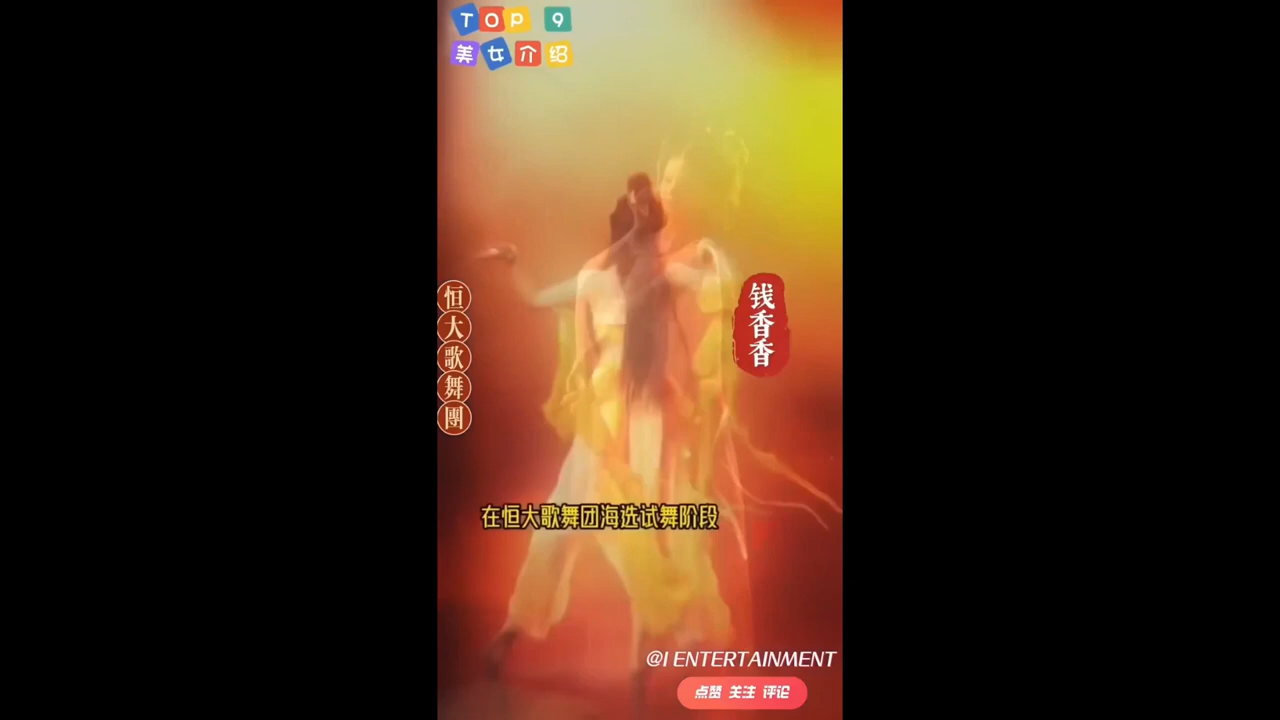 TOP 9
美女介绍
恒大歌舞團
钱香香
在恒大歌舞团海选试舞阶段
@I ENTERTAINMENT
点赞 关注 评论